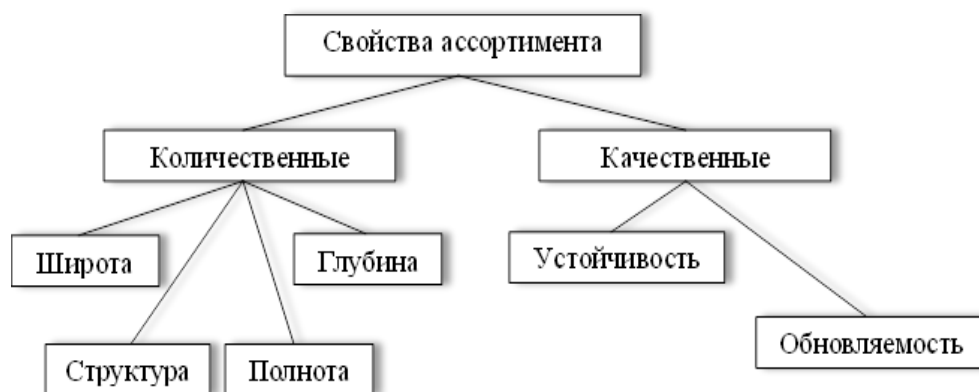 Свойства ассортимента
Количественные
Качественные
Широта
Глубина
Устойчивость
Структура
Полнота
Обновляемость